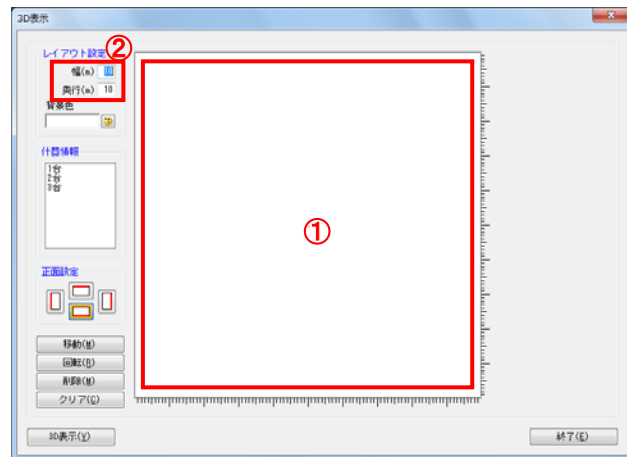 3D表示
レイアウト設定
②
幅(m) 10
奥行(m) 10
背景色
什器情報
1台
2台
3台
①
正面設定
移動(M)
回転(R)
削除(M)
クリア(C)
3D表示(Y)
終了(E)